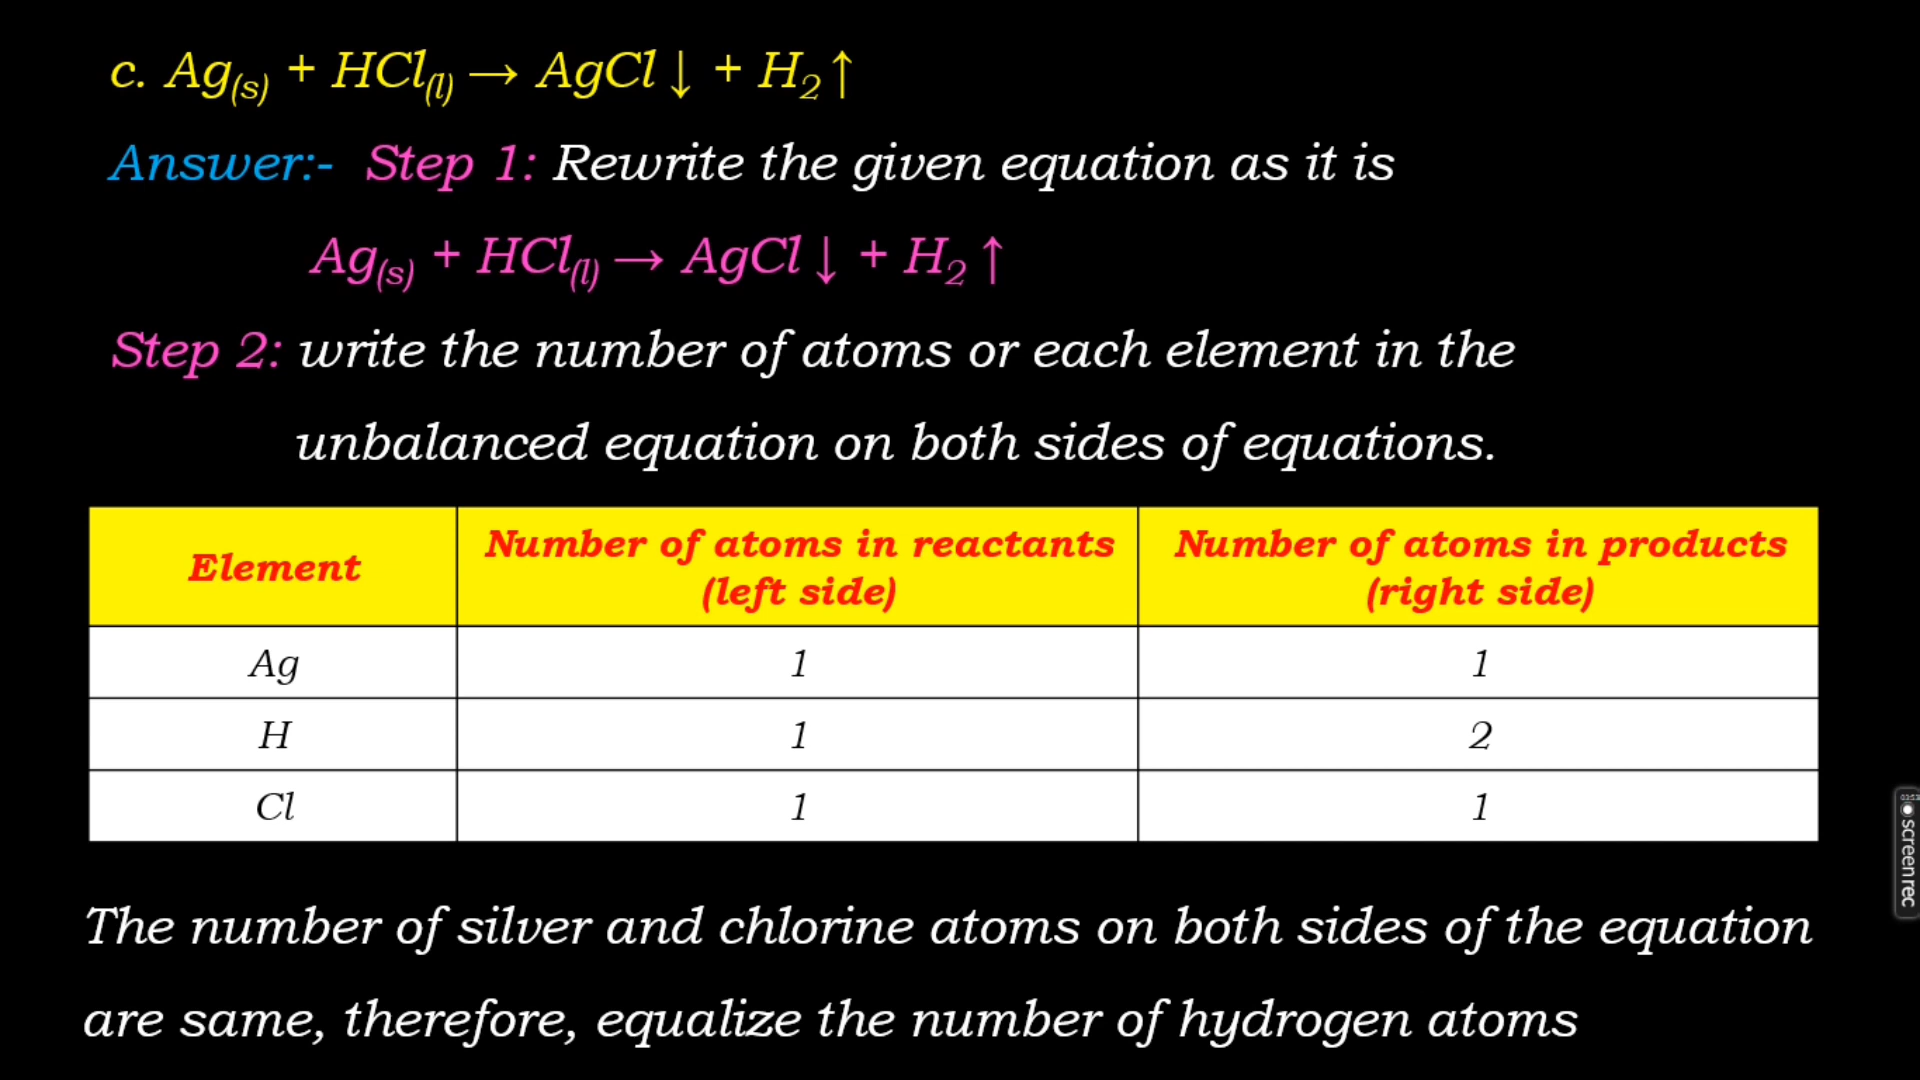 c. Ag(s) + HCl(l) → AgCl ↓ + H2 ↑
Answer:- Step 1: Rewrite the given equation as it is
Ag(s) + HCl(l) → AgCl ↓ + H2 ↑
Step 2: write the number of atoms or each element in the
unbalanced equation on both sides of equations.
Element
Number of atoms in reactants
(left side)
Number of atoms in products
(right side)
Ag 1 1
H 1 2
Cl 1 1
The number of silver and chlorine atoms on both sides of the equation
are same, therefore, equalize the number of hydrogen atoms
screenrec